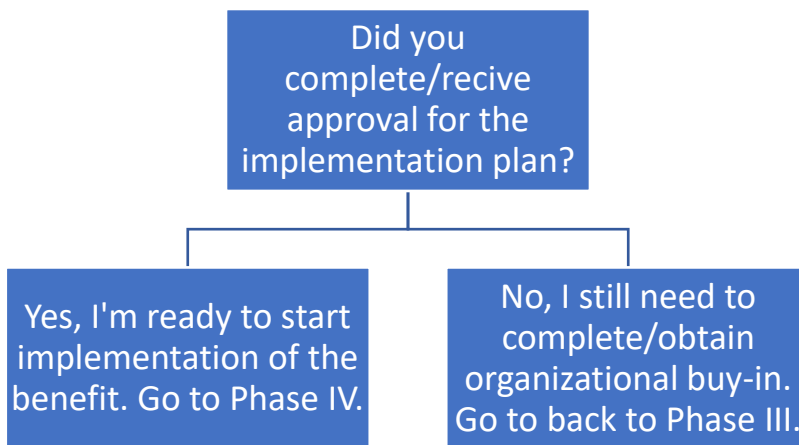 Did you
complete/recive
approval for the
implementation plan?
Yes, I'm ready to start
implementation of the
benefit. Go to Phase IV.
No, I still need to
complete/obtain
organizational buy-in.
Go to back to Phase III.